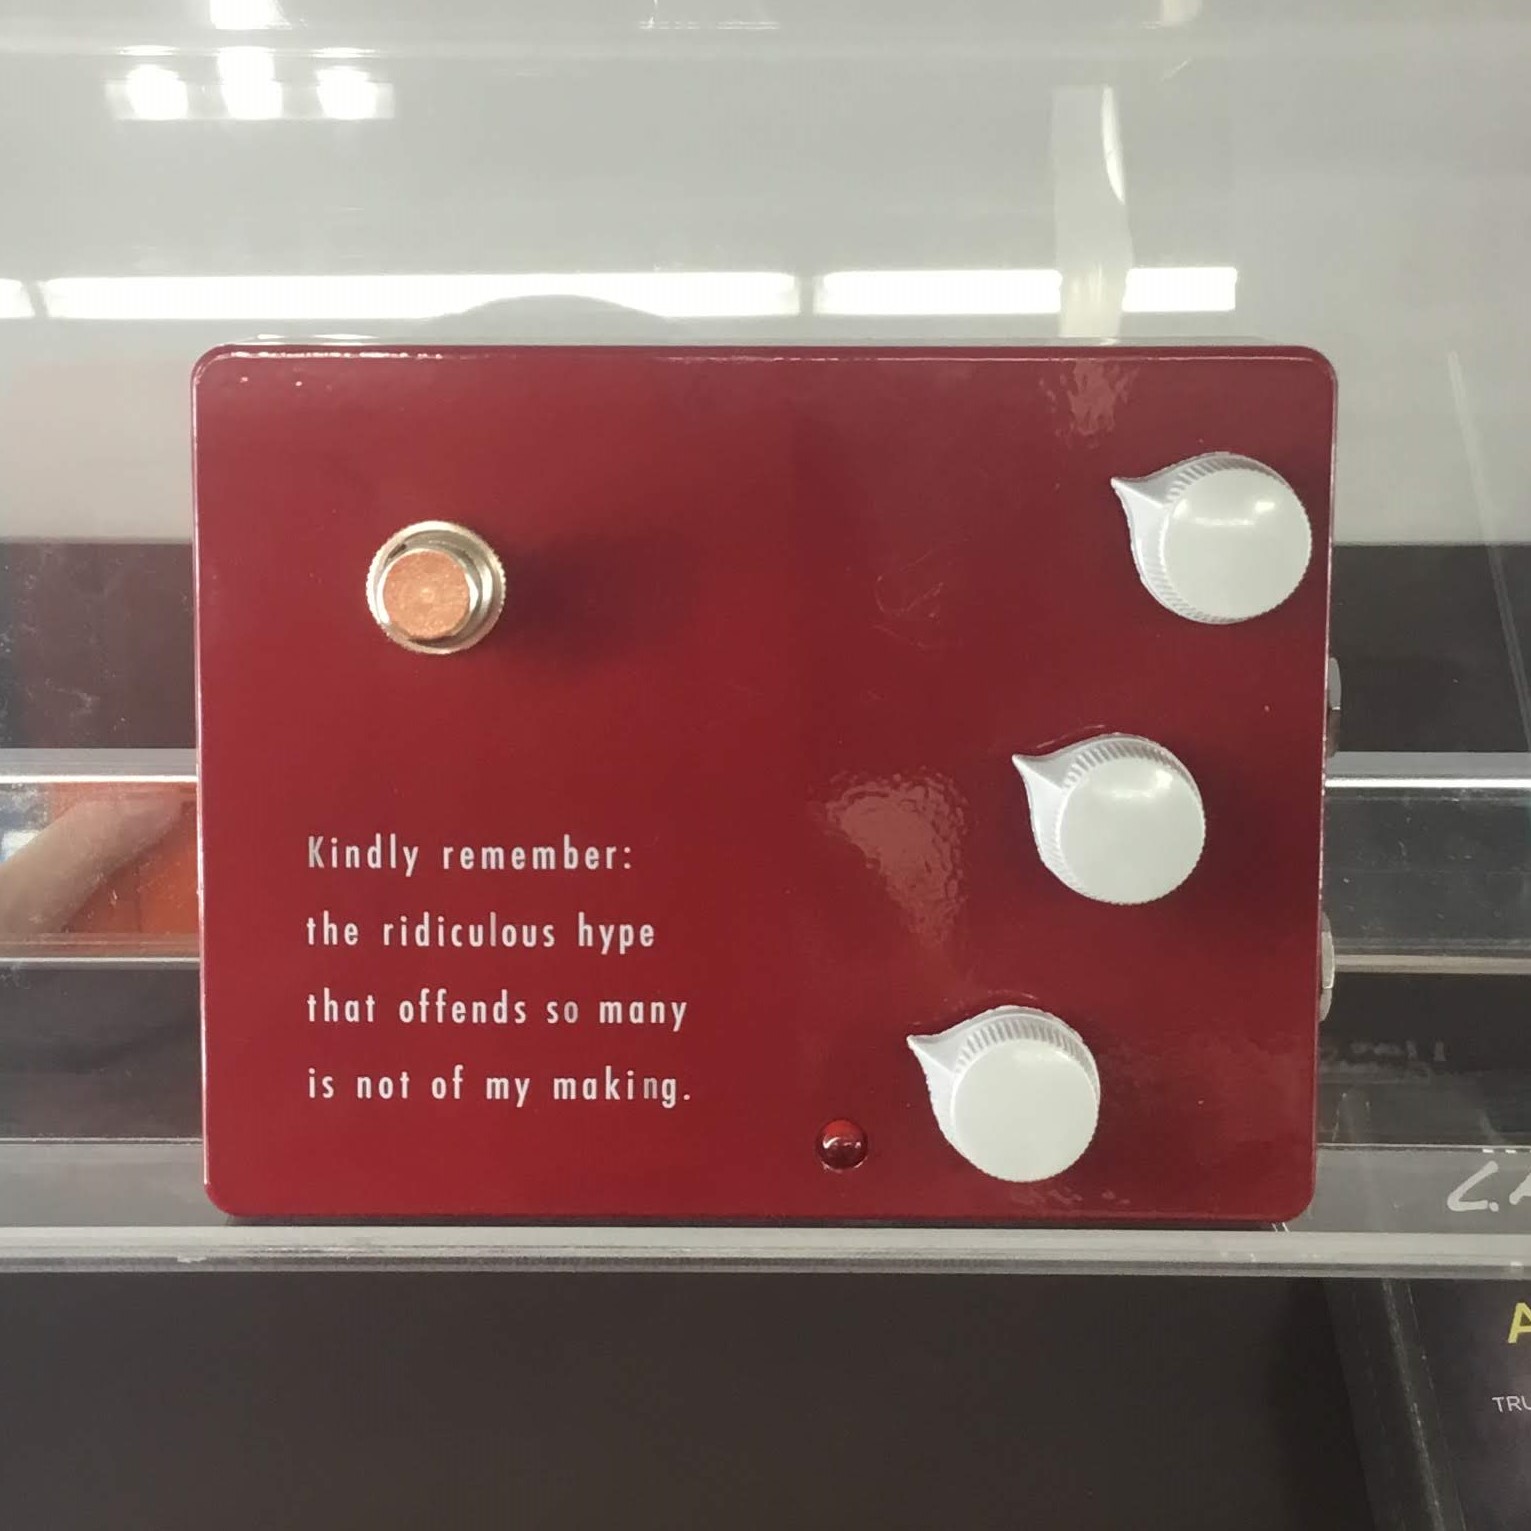 Kindly remember:
the ridiculous hype
that offends so many
is not of my making.